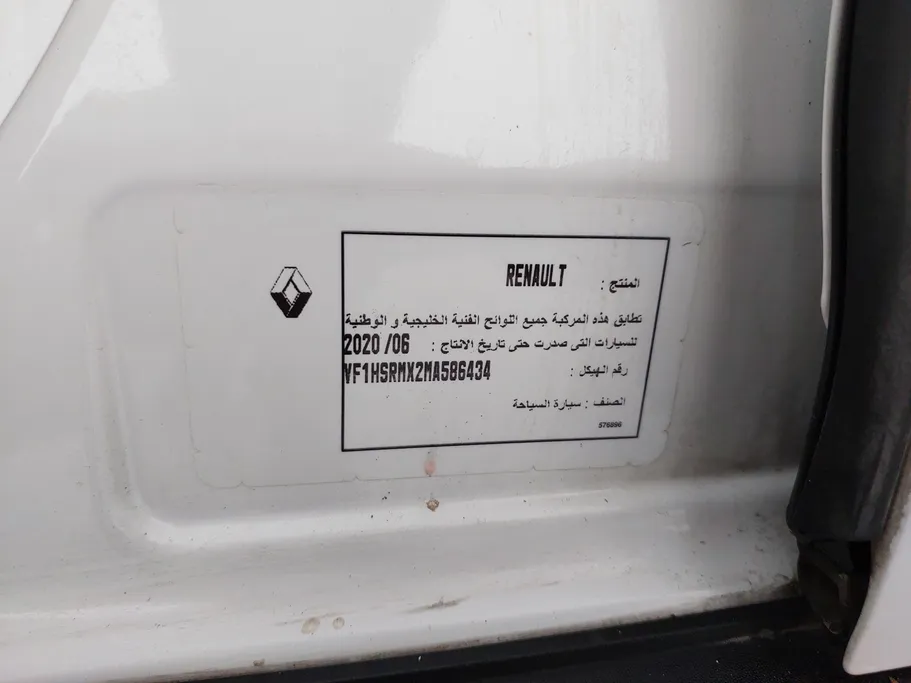 المنتج : RENAULT
تطابق هذه المركبة جميع اللوائح الفنية الخليجية و الوطنية
للسيارات التى صدرت حتى تاريخ الانتاج : 2020 /06
رقم الهيكل : VF1HSRMX2MA586434
الصنف : سيارة السياحة
576886